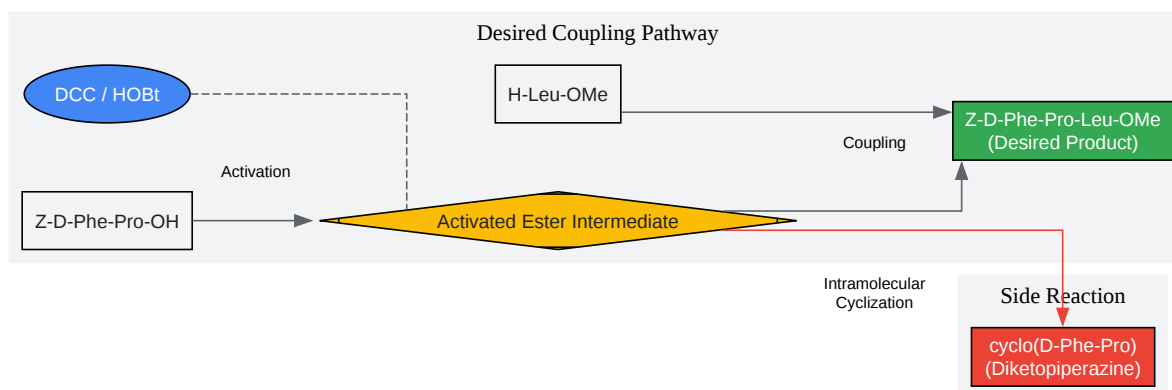 Desired Coupling Pathway
DCC / HOBt
H-Leu-OMe
Z-D-Phe-Pro-Leu-OMe
(Desired Product)
Coupling
Activation
Z-D-Phe-Pro-OH
Activated Ester Intermediate
Intramolecular
Cyclization
Side Reaction
cyclo(D-Phe-Pro)
(Diketopiperazine)